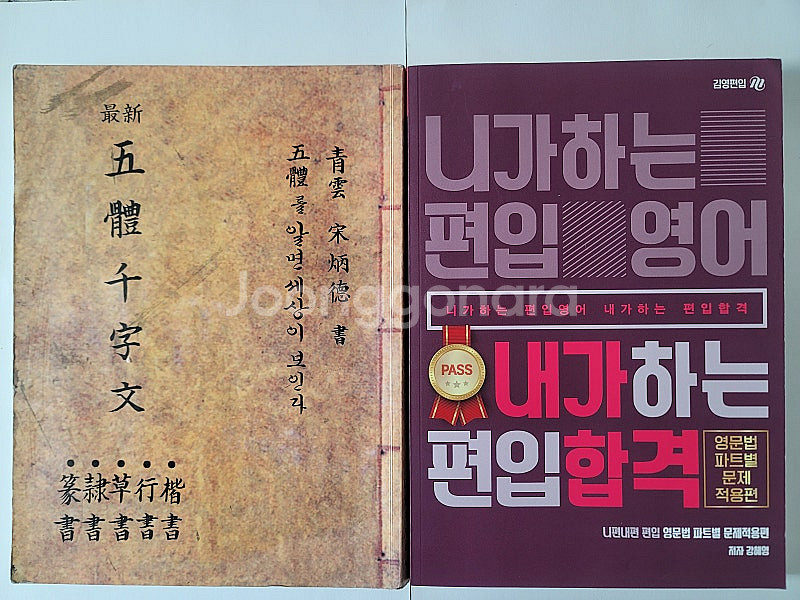 最新
五體千字文
青雲 宋炳德 書
五體를 알면 세상이 보인다
楷書
行書
草書
隷書
篆書
김영편입
니가하는
편입영어
니가하는 편입영어 내가하는 편입합격
PASS
내가하는
편입합격
영문법
파트별
문제
적용편
니편내편 편입 영문법 파트별 문제적용편
저자 강혜영
Joonggonara